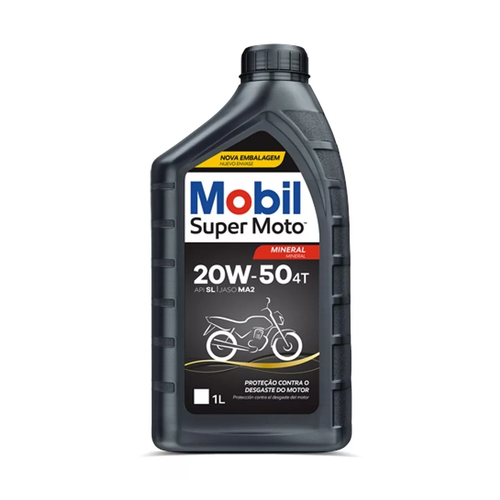 NOVA EMBALAGEM
NUEVO ENVASE
Mobil
Super Moto™
MINERAL
MINERAL
20W-50 4T
API SL | JASO MA2
PROTEÇÃO CONTRA O
DESGASTE DO MOTOR
Protección contra el desgaste del motor
1L